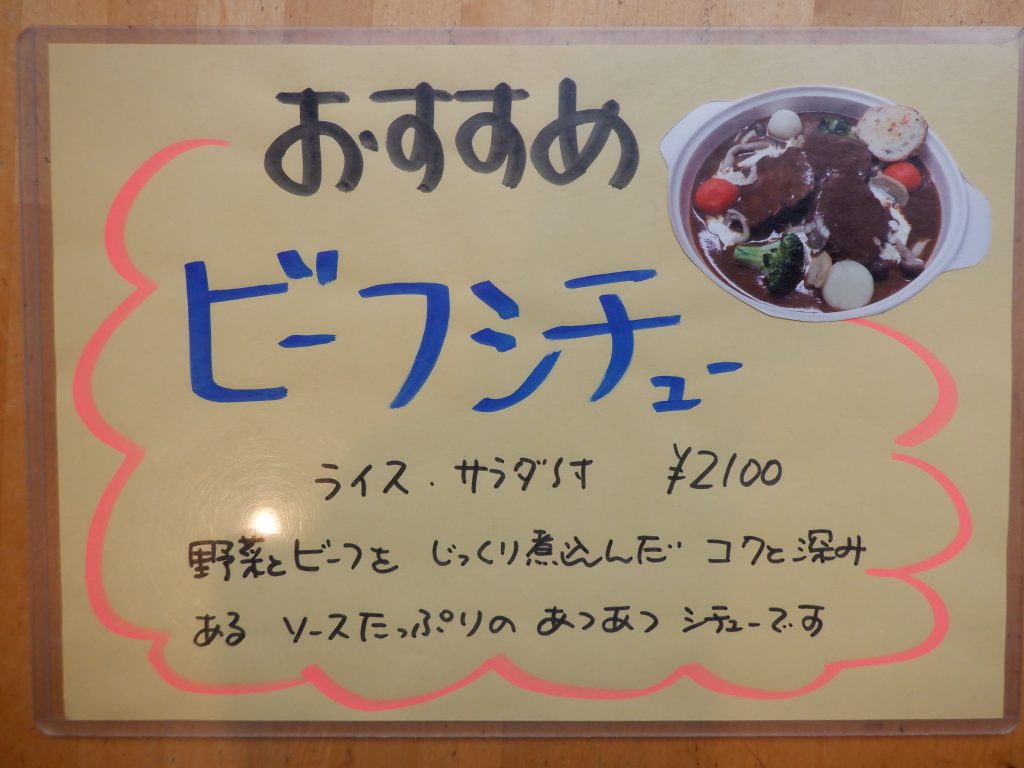 おすすめ
ビーフシチュー
ライス・サラダ付 ¥2100
野菜とビーフを じっくり煮込んだ コクと深み
ある ソースたっぷりの あつあつ シチューです